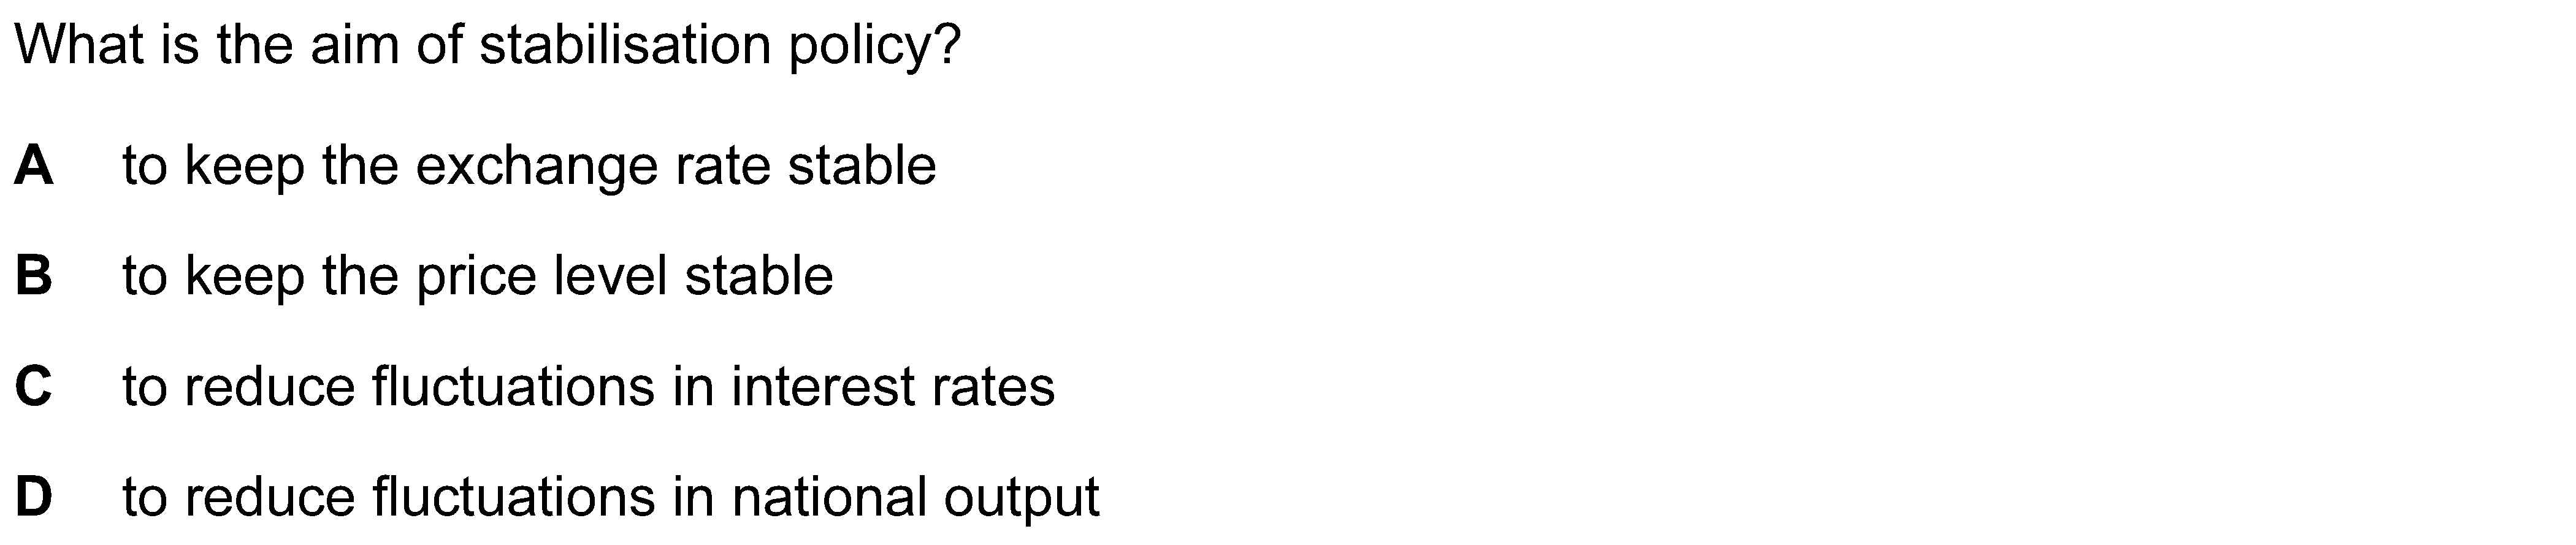 What is the aim of stabilisation policy?
A to keep the exchange rate stable
B to keep the price level stable
C to reduce fluctuations in interest rates
D to reduce fluctuations in national output